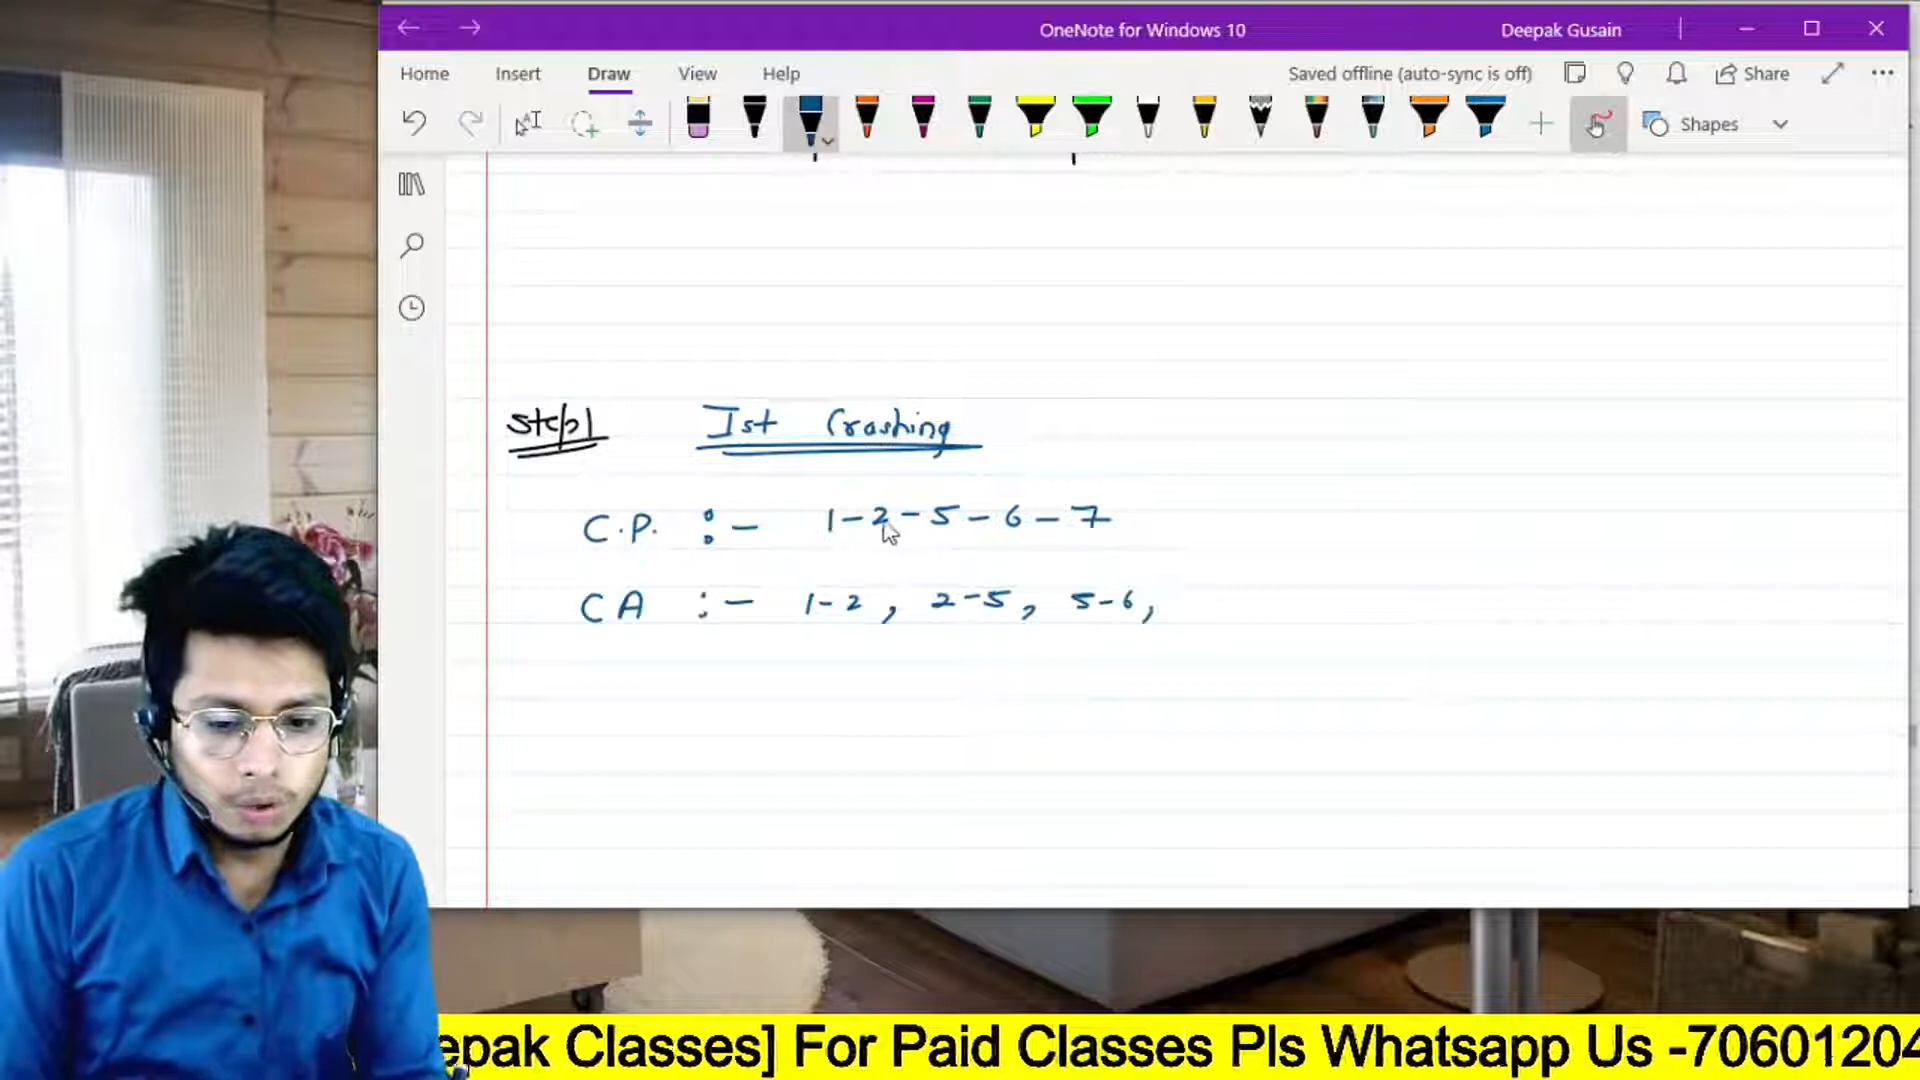 OneNote for Windows 10
Deepak Gusain
Home Insert Draw View Help
Saved offline (auto-sync is off)
Share
Shapes
Step1 Ist Crashing
C.P. :- 1-2-5-6-7
CA :- 1-2, 2-5, 5-6,
epak Classes] For Paid Classes Pls Whatsapp Us -70601204